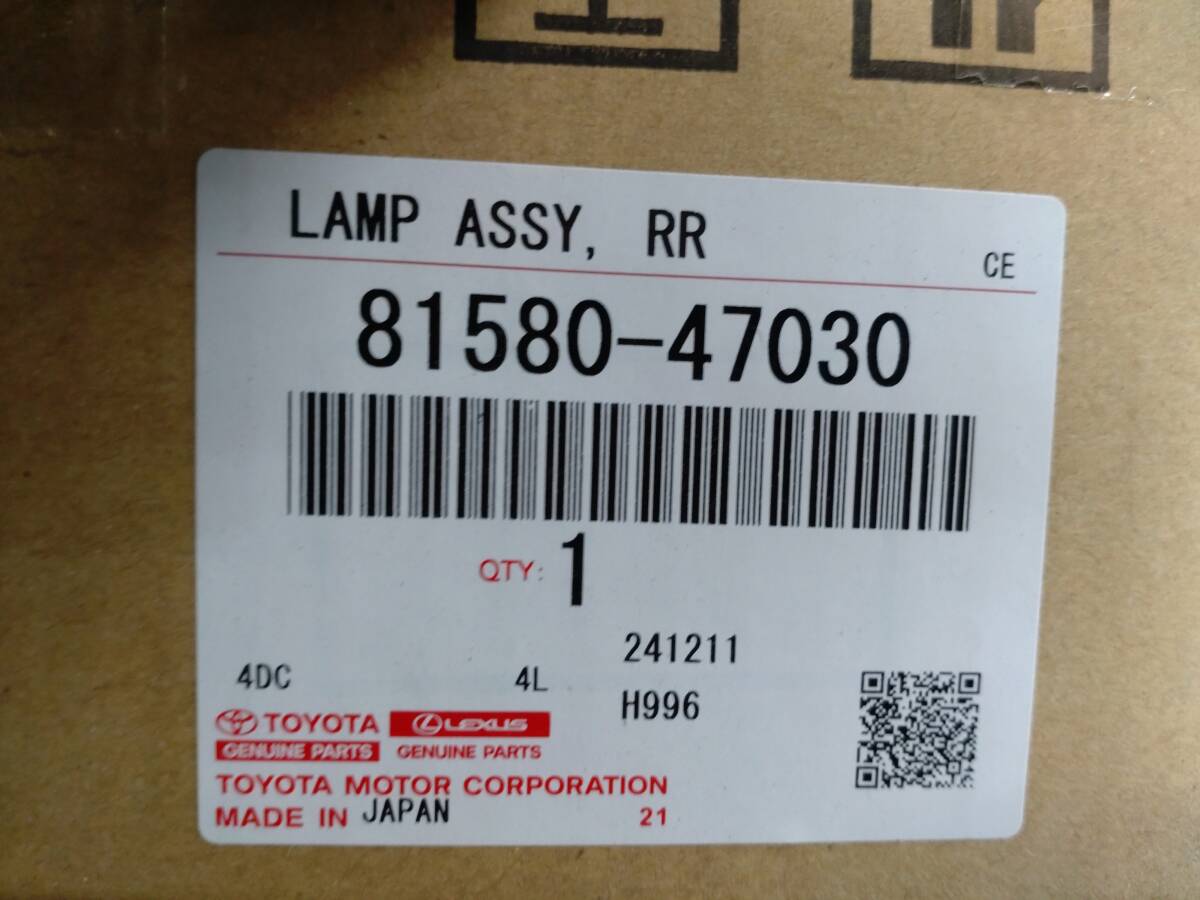 LAMP ASSY, RR
CE
81580-47030
QTY: 1
241211
4DC 4L
H996
TOYOTA LEXUS
GENUINE PARTS GENUINE PARTS
TOYOTA MOTOR CORPORATION
MADE IN JAPAN 21